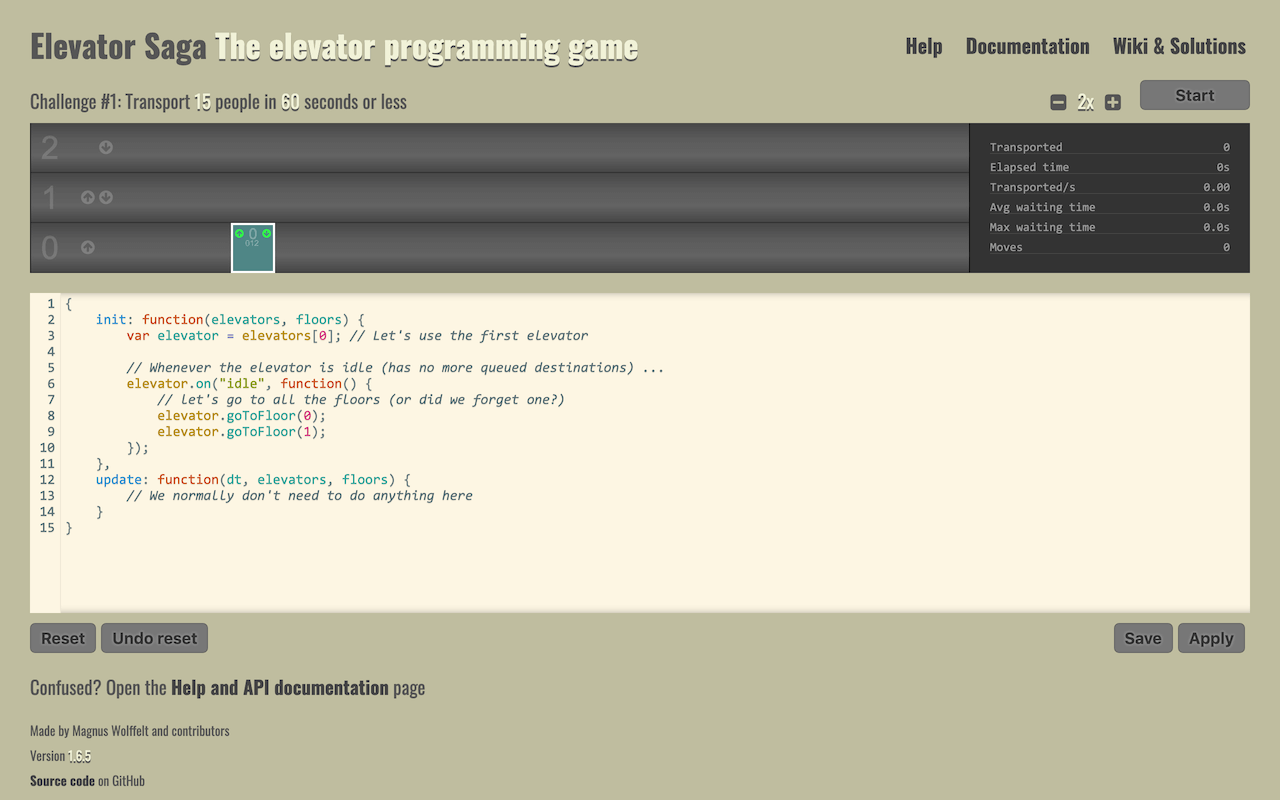 Elevator Saga The elevator programming game
Help Documentation Wiki & Solutions
Challenge #1: Transport 15 people in 60 seconds or less
2x
Start
2
1
0
0
012
Transported 0
Elapsed time 0s
Transported/s 0.00
Avg waiting time 0.0s
Max waiting time 0.0s
Moves 0
1 {
2     init: function(elevators, floors) {
3         var elevator = elevators[0]; // Let's use the first elevator
4
5         // Whenever the elevator is idle (has no more queued destinations) ...
6         elevator.on("idle", function() {
7             // let's go to all the floors (or did we forget one?)
8             elevator.goToFloor(0);
9             elevator.goToFloor(1);
10         });
11     },
12     update: function(dt, elevators, floors) {
13         // We normally don't need to do anything here
14     }
15 }
Reset Undo reset Save Apply
Confused? Open the Help and API documentation page
Made by Magnus Wolffelt and contributors
Version 1.6.5
Source code on GitHub